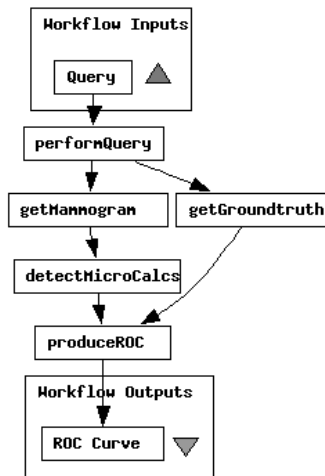 Workflow Inputs
Query
performQuery
getMammogram
getGroundtruth
detectMicroCalcs
produceROC
Workflow Outputs
ROC Curve